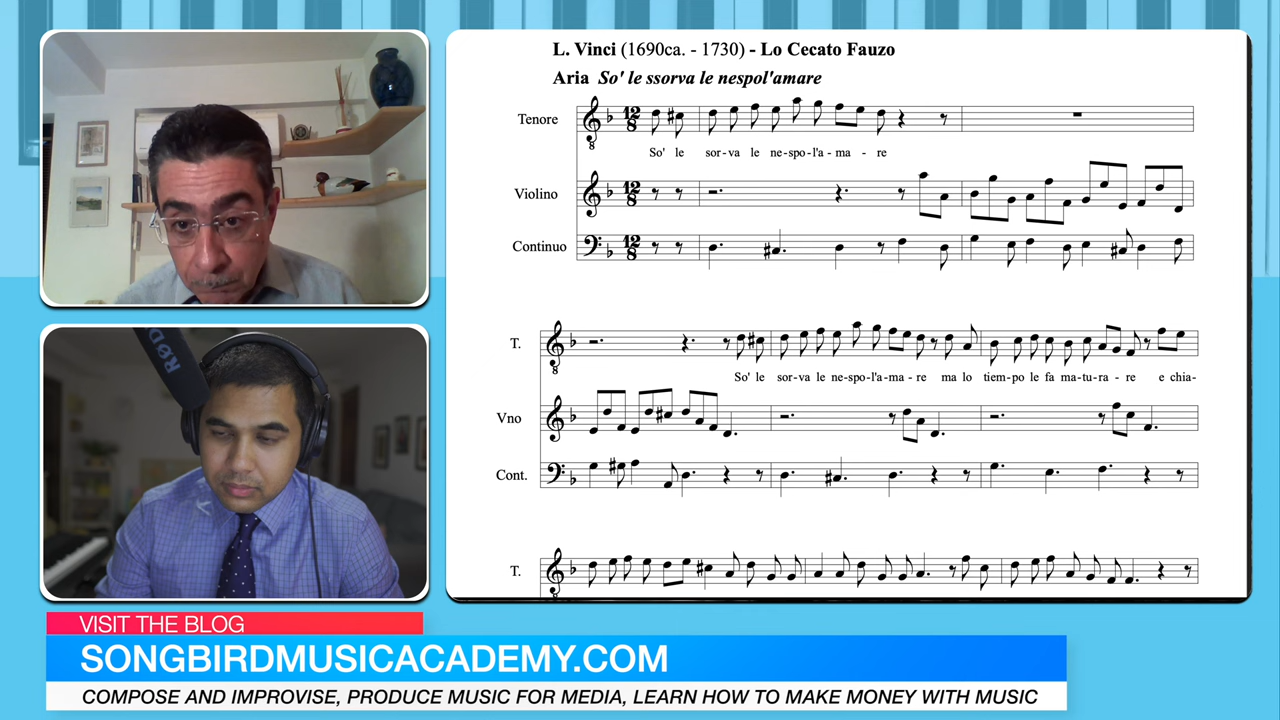 L. Vinci (1690ca. - 1730) - Lo Cecato Fauzo
Aria So' le ssorva le nespol'amare
Tenore
So' le sor-va le ne-spo-l'a-ma - re
Violino
Continuo
T.
So' le sor-va le ne-spo-l'a-ma-re ma lo tiem-po le fa ma-tu-ra-re e chia-
Vno
Cont.
T.
RØDE
VISIT THE BLOG
SONGBIRDMUSICACADEMY.COM
COMPOSE AND IMPROVISE, PRODUCE MUSIC FOR MEDIA, LEARN HOW TO MAKE MONEY WITH MUSIC